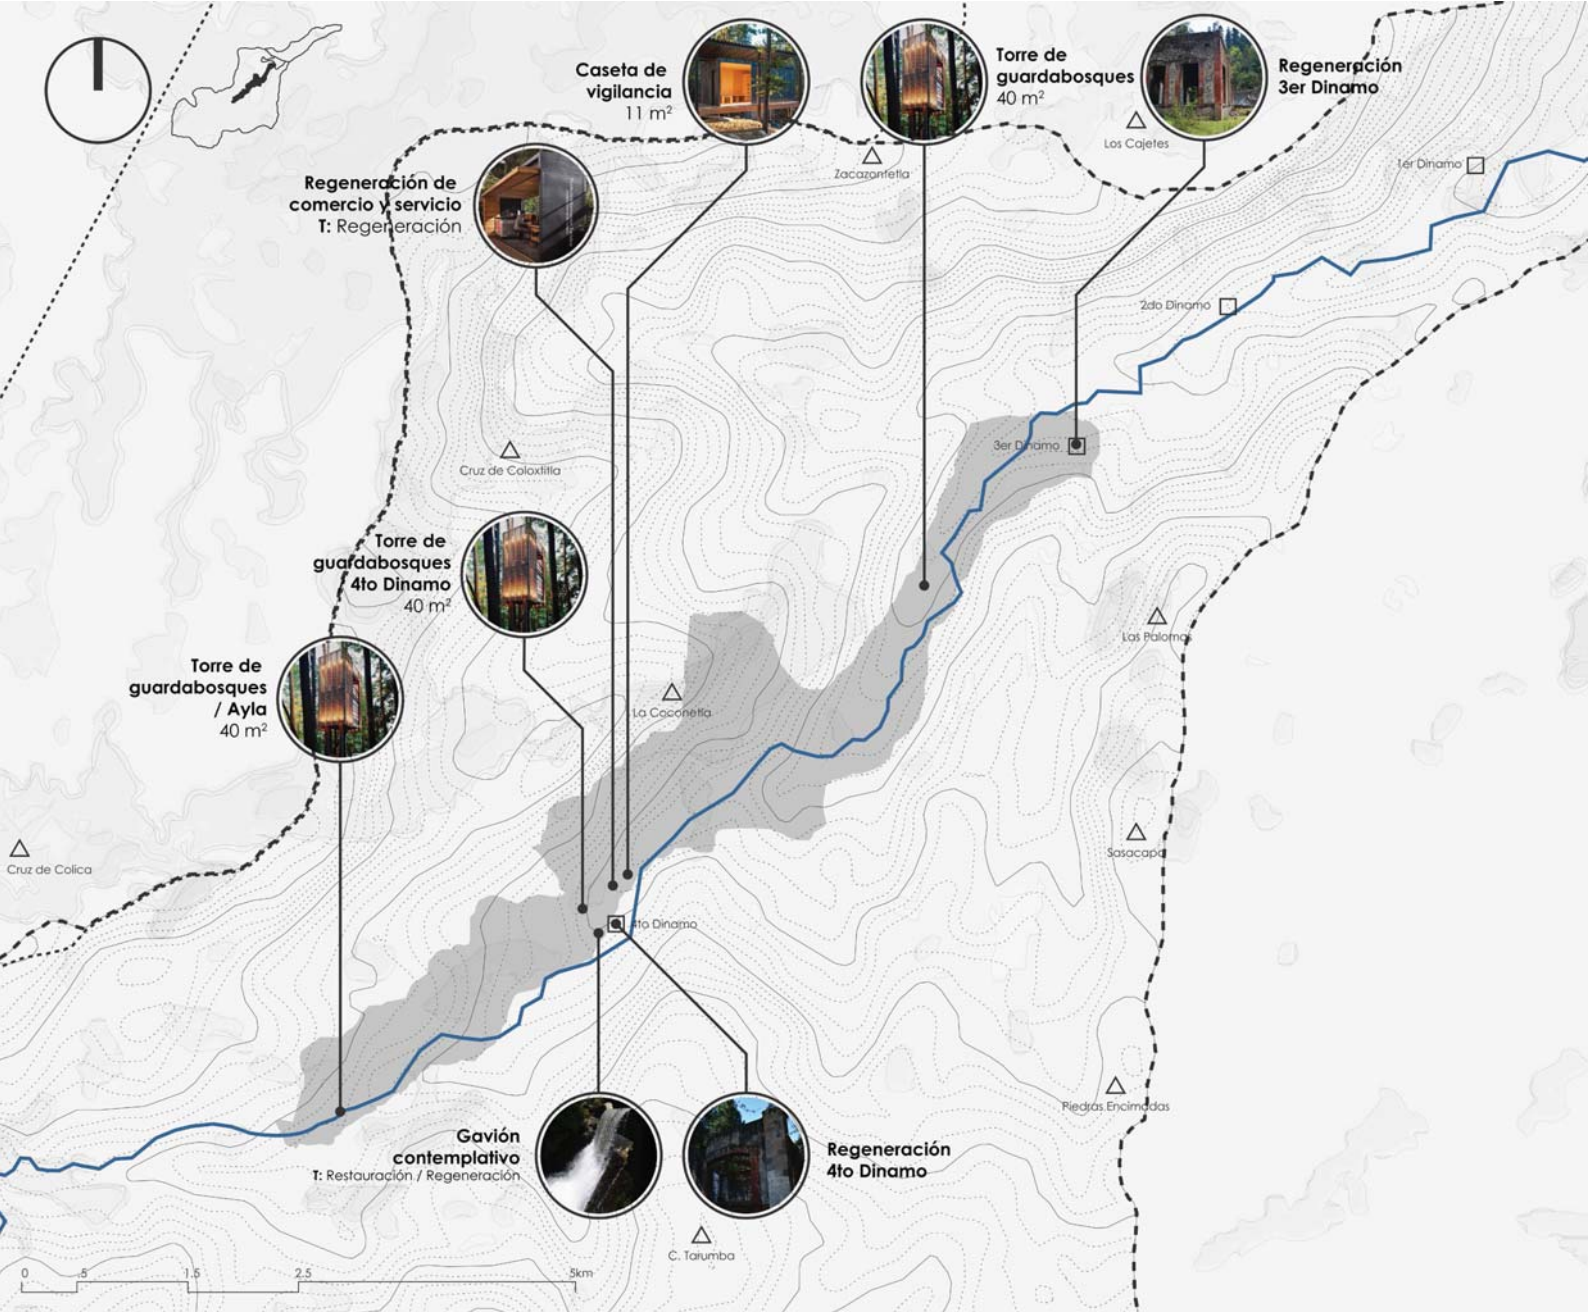 Caseta de
vigilancia
11 m²
Torre de
guardabosques
40 m²
Regeneración
3er Dinamo
Los Cajetes
Zacazontetla
1er Dinamo
Regeneración de
comercio y servicio
T: Regeneración
2do Dinamo
3er Dinamo
Cruz de Coloxtitla
Torre de
guardabosques
4to Dinamo
40 m²
Las Palomas
Torre de
guardabosques
/ Ayla
40 m²
La Coconetla
Sasacapa
Cruz de Colica
4to Dinamo
Piedras Encimadas
Gavión
contemplativo
T: Restauración / Regeneración
Regeneración
4to Dinamo
C. Tarumba
0 .5 1.5 2.5 5km